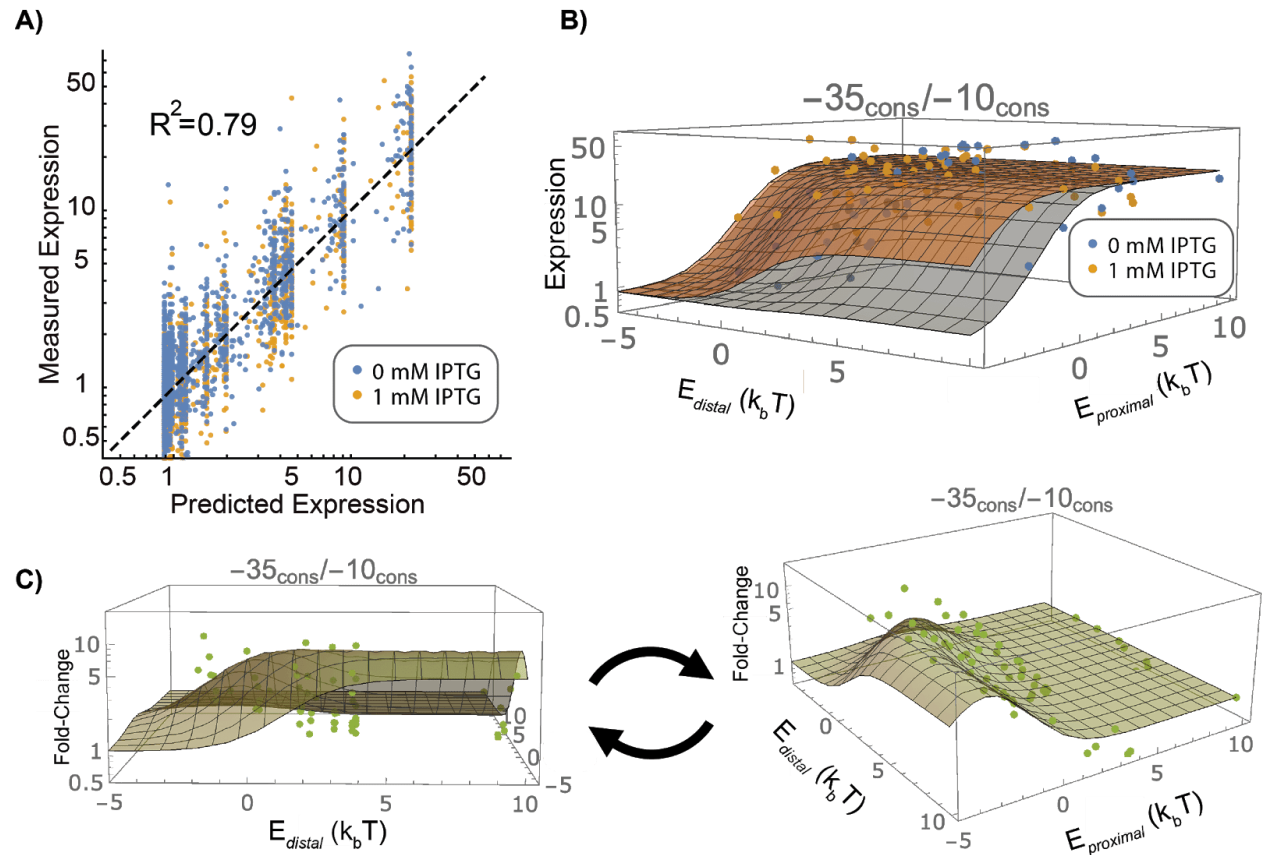 A)
50
10
5
1
0.5
Measured Expression
R²=0.79
0 mM IPTG
1 mM IPTG
0.5 1 5 10 50
Predicted Expression
B)
−35cons/−10cons
50
10
5
1
0.5
Expression
0 mM IPTG
1 mM IPTG
−5 0 5
Edistal (kbT)
0 5 10
Eproximal (kbT)
C)
−35cons/−10cons
10
5
1
0.5
Fold-Change
10
5
0
−5
−5 0 5 10
Edistal (kbT)
−35cons/−10cons
10
5
1
Fold-Change
0 5 10
Edistal (kbT)
−5 0 5 10
Eproximal (kbT)